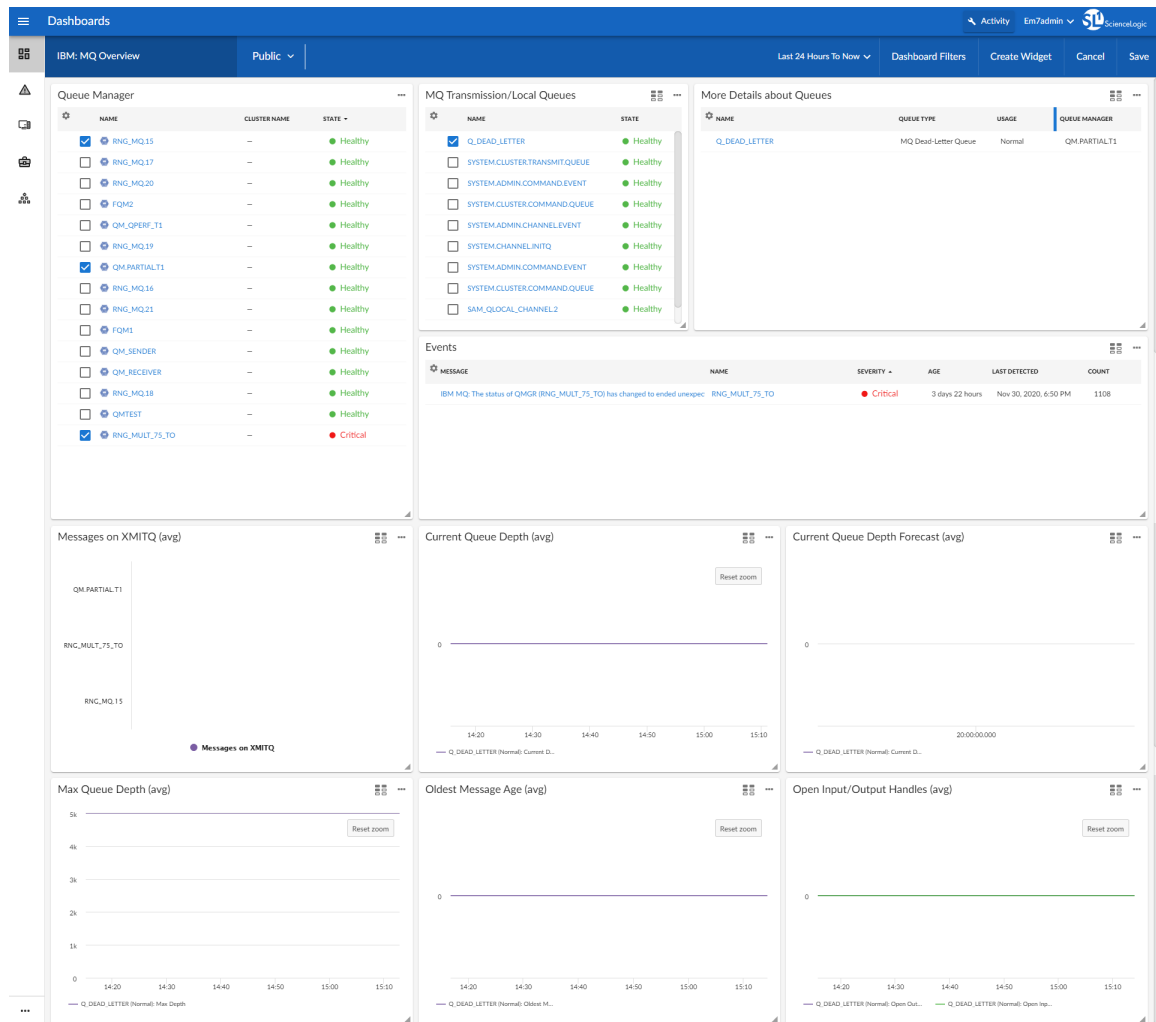 Dashboards
Activity
Em7admin
ScienceLogic
IBM: MQ Overview
Public
Last 24 Hours To Now
Dashboard Filters
Create Widget
Cancel
Save
Queue Manager
NAME CLUSTER NAME STATE
RNG_MQ.15 – Healthy
RNG_MQ.17 – Healthy
RNG_MQ.20 – Healthy
FQM2 – Healthy
QM_QPERF_T1 – Healthy
RNG_MQ.19 – Healthy
QM.PARTIAL.T1 – Healthy
RNG_MQ.16 – Healthy
RNG_MQ.21 – Healthy
FQM1 – Healthy
QM_SENDER – Healthy
QM_RECEIVER – Healthy
RNG_MQ.18 – Healthy
QMTEST – Healthy
RNG_MULT_75_TO – Critical
MQ Transmission/Local Queues
NAME STATE
Q_DEAD_LETTER Healthy
SYSTEM.CLUSTER.TRANSMIT.QUEUE Healthy
SYSTEM.ADMIN.COMMAND.EVENT Healthy
SYSTEM.CLUSTER.COMMAND.QUEUE Healthy
SYSTEM.ADMIN.CHANNEL.EVENT Healthy
SYSTEM.CHANNEL.INITQ Healthy
SYSTEM.ADMIN.COMMAND.EVENT Healthy
SYSTEM.CLUSTER.COMMAND.QUEUE Healthy
SAM_QLOCAL_CHANNEL.2 Healthy
More Details about Queues
NAME QUEUE TYPE USAGE QUEUE MANAGER
Q_DEAD_LETTER MQ Dead-Letter Queue Normal QM.PARTIAL.T1
Events
MESSAGE NAME SEVERITY AGE LAST DETECTED COUNT
IBM MQ: The status of QMGR (RNG_MULT_75_TO) has changed to ended unexpec RNG_MULT_75_TO Critical 3 days 22 hours Nov 30, 2020, 6:50 PM 1108
Messages on XMITQ (avg)
QM.PARTIAL.T1
RNG_MULT_75_TO
RNG_MQ.15
Messages on XMITQ
Current Queue Depth (avg)
Reset zoom
0
14:20 14:30 14:40 14:50 15:00 15:10
Q_DEAD_LETTER (Normal): Current D...
Current Queue Depth Forecast (avg)
0
20:00:00.000
Q_DEAD_LETTER (Normal): Current D...
Max Queue Depth (avg)
Reset zoom
5k
4k
3k
2k
1k
0
14:20 14:30 14:40 14:50 15:00 15:10
Q_DEAD_LETTER (Normal): Max Depth
Oldest Message Age (avg)
Reset zoom
0
14:20 14:30 14:40 14:50 15:00 15:10
Q_DEAD_LETTER (Normal): Oldest M...
Open Input/Output Handles (avg)
Reset zoom
0
14:20 14:30 14:40 14:50 15:00 15:10
Q_DEAD_LETTER (Normal): Open Out... Q_DEAD_LETTER (Normal): Open Inp...